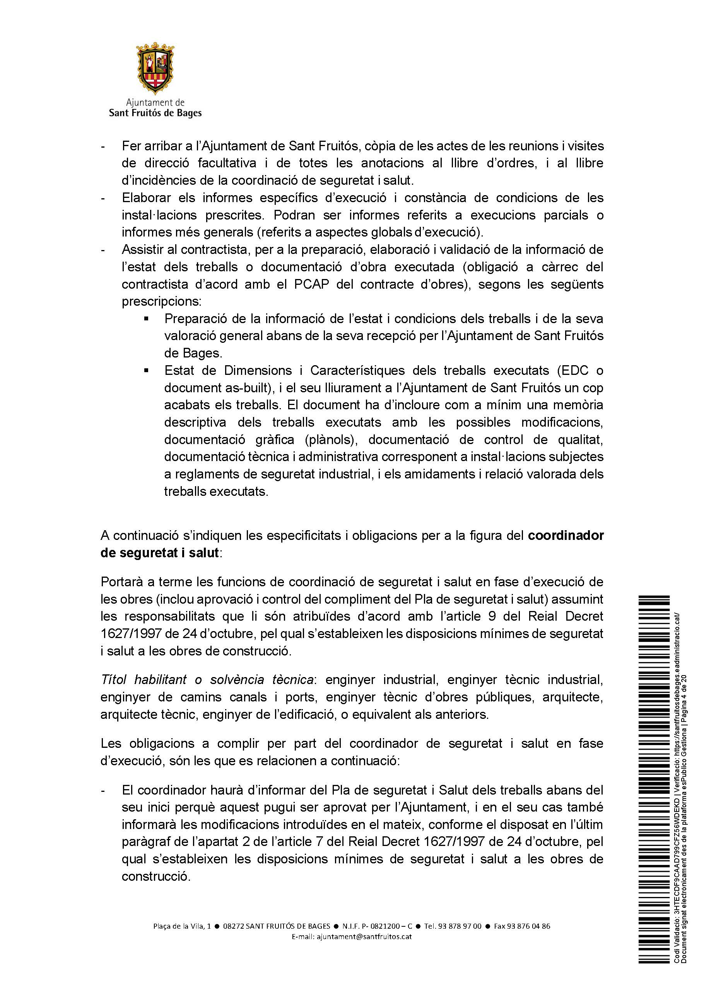 Ajuntament de
Sant Fruitós de Bages
- Fer arribar a l’Ajuntament de Sant Fruitós, còpia de les actes de les reunions i visites
de direcció facultativa i de totes les anotacions al llibre d’ordres, i al llibre
d’incidències de la coordinació de seguretat i salut.
- Elaborar els informes específics d’execució i constància de condicions de les
instal·lacions prescrites. Podran ser informes referits a execucions parcials o
informes més generals (referits a aspectes globals d’execució).
- Assistir al contractista, per a la preparació, elaboració i validació de la informació de
l’estat dels treballs o documentació d’obra executada (obligació a càrrec del
contractista d’acord amb el PCAP del contracte d’obres), segons les següents
prescripcions:
▪ Preparació de la informació de l’estat i condicions dels treballs i de la seva
valoració general abans de la seva recepció per l’Ajuntament de Sant Fruitós
de Bages.
▪ Estat de Dimensions i Característiques dels treballs executats (EDC o
document as-built), i el seu lliurament a l’Ajuntament de Sant Fruitós un cop
acabats els treballs. El document ha d’incloure com a mínim una memòria
descriptiva dels treballs executats amb les possibles modificacions,
documentació gràfica (plànols), documentació de control de qualitat,
documentació tècnica i administrativa corresponent a instal·lacions subjectes
a reglaments de seguretat industrial, i els amidaments i relació valorada dels
treballs executats.
A continuació s’indiquen les especificitats i obligacions per a la figura del coordinador
de seguretat i salut:
Portarà a terme les funcions de coordinació de seguretat i salut en fase d’execució de
les obres (inclou aprovació i control del compliment del Pla de seguretat i salut) assumint
les responsabilitats que li són atribuïdes d’acord amb l’article 9 del Reial Decret
1627/1997 de 24 d’octubre, pel qual s’estableixen les disposicions mínimes de seguretat
i salut a les obres de construcció.
Títol habilitant o solvència tècnica: enginyer industrial, enginyer tècnic industrial,
enginyer de camins canals i ports, enginyer tècnic d’obres públiques, arquitecte,
arquitecte tècnic, enginyer de l’edificació, o equivalent als anteriors.
Les obligacions a complir per part del coordinador de seguretat i salut en fase
d’execució, són les que es relacionen a continuació:
- El coordinador haurà d’informar del Pla de seguretat i Salut dels treballs abans del
seu inici perquè aquest pugui ser aprovat per l’Ajuntament, i en el seu cas també
informarà les modificacions introduïdes en el mateix, conforme el disposat en l’últim
paràgraf de l’apartat 2 de l’article 7 del Reial Decret 1627/1997 de 24 d’octubre, pel
qual s’estableixen les disposicions mínimes de seguretat i salut a les obres de
construcció.
Plaça de la Vila, 1 ● 08272 SANT FRUITÓS DE BAGES ● N.I.F. P- 0821200 – C ● Tel. 93 878 97 00 ● Fax 93 876 04 86
E-mail: ajuntament@santfruitos.cat
Codi Validació: 3HTECDF9CAAD799CFZ56WDEKD | Verificació: https://santfruitosdebages.eadministracio.cat/
Document signat electrònicament des de la plataforma esPublico Gestiona | Pàgina 4 de 20